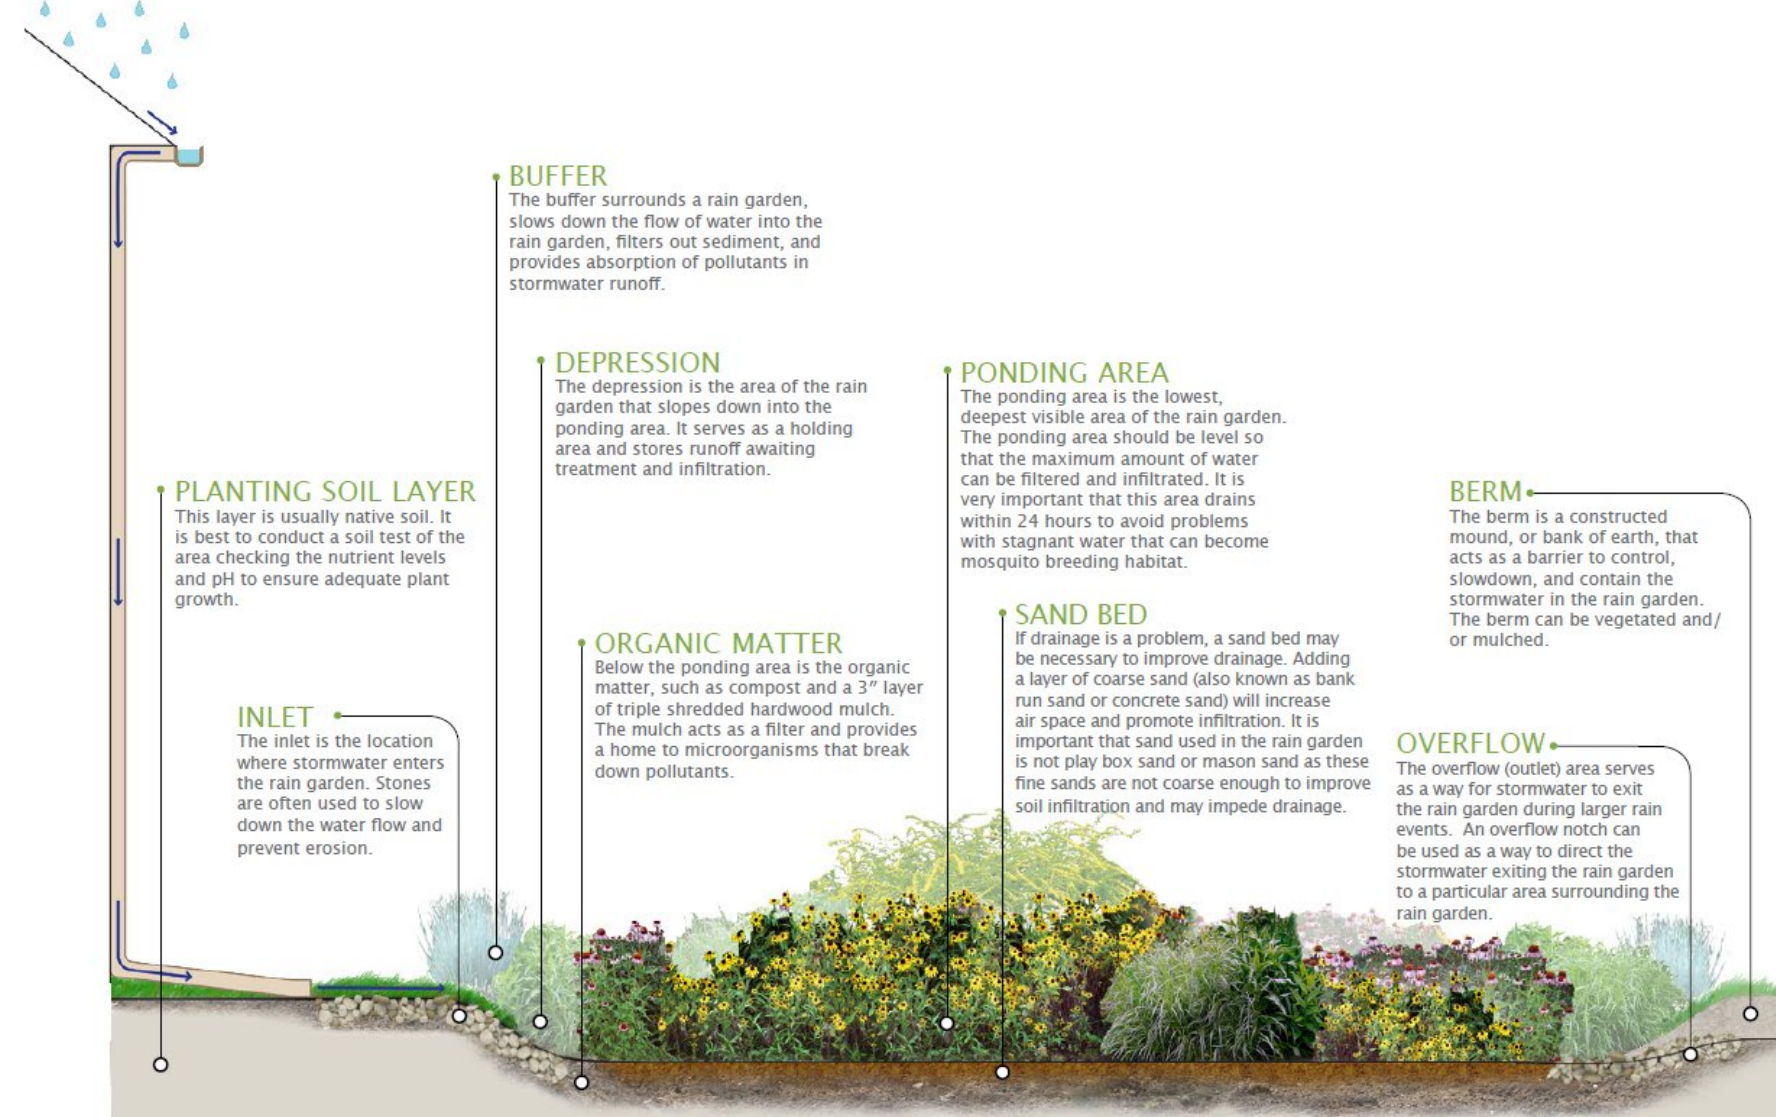 BUFFER
The buffer surrounds a rain garden,
slows down the flow of water into the
rain garden, filters out sediment, and
provides absorption of pollutants in
stormwater runoff.
DEPRESSION
The depression is the area of the rain
garden that slopes down into the
ponding area. It serves as a holding
area and stores runoff awaiting
treatment and infiltration.
PONDING AREA
The ponding area is the lowest,
deepest visible area of the rain garden.
The ponding area should be level so
that the maximum amount of water
can be filtered and infiltrated. It is
very important that this area drains
within 24 hours to avoid problems
with stagnant water that can become
mosquito breeding habitat.
PLANTING SOIL LAYER
This layer is usually native soil. It
is best to conduct a soil test of the
area checking the nutrient levels
and pH to ensure adequate plant
growth.
BERM
The berm is a constructed
mound, or bank of earth, that
acts as a barrier to control,
slowdown, and contain the
stormwater in the rain garden.
The berm can be vegetated and/
or mulched.
SAND BED
If drainage is a problem, a sand bed may
be necessary to improve drainage. Adding
a layer of coarse sand (also known as bank
run sand or concrete sand) will increase
air space and promote infiltration. It is
important that sand used in the rain garden
is not play box sand or mason sand as these
fine sands are not coarse enough to improve
soil infiltration and may impede drainage.
ORGANIC MATTER
Below the ponding area is the organic
matter, such as compost and a 3” layer
of triple shredded hardwood mulch.
The mulch acts as a filter and provides
a home to microorganisms that break
down pollutants.
INLET
The inlet is the location
where stormwater enters
the rain garden. Stones
are often used to slow
down the water flow and
prevent erosion.
OVERFLOW
The overflow (outlet) area serves
as a way for stormwater to exit
the rain garden during larger rain
events. An overflow notch can
be used as a way to direct the
stormwater exiting the rain garden
to a particular area surrounding the
rain garden.